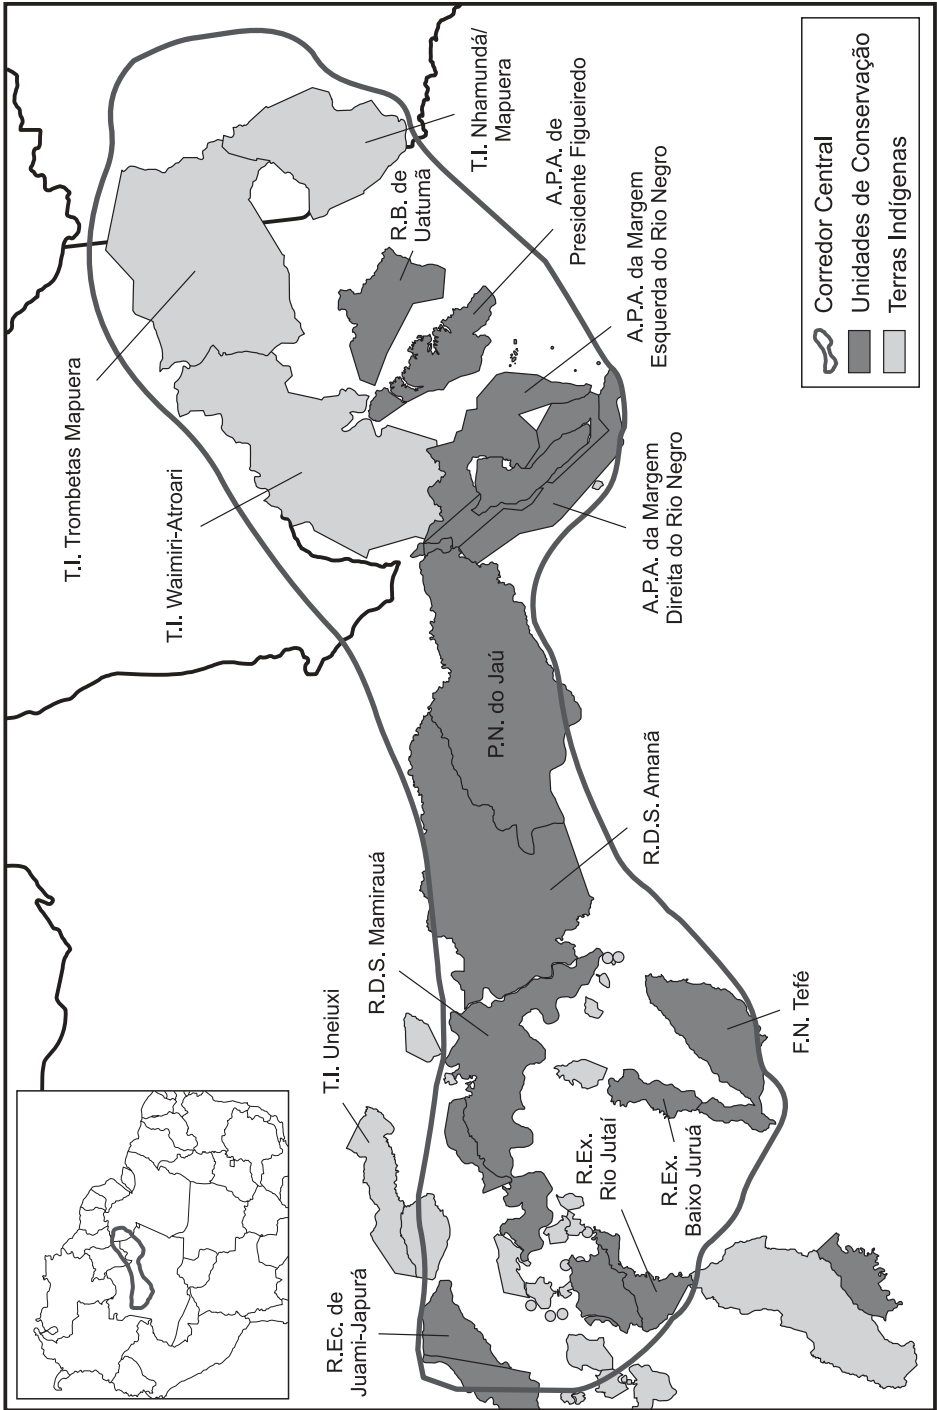 T.I. Trombetas Mapuera
T.I. Waimiri-Atroari
T.I. Nhamundá/
Mapuera
R.B. de
Uatumã
A.P.A. de
Presidente Figueiredo
A.P.A. da Margem
Esquerda do Rio Negro
A.P.A. da Margem
Direita do Rio Negro
P.N. do Jaú
R.D.S. Amanã
R.D.S. Mamirauá
T.I. Uneiuxi
F.N. Tefé
R.Ex.
Baixo Juruá
R.Ex.
Rio Jutaí
R.Ec. de
Juami-Japurá
Corredor Central
Unidades de Conservação
Terras Indígenas